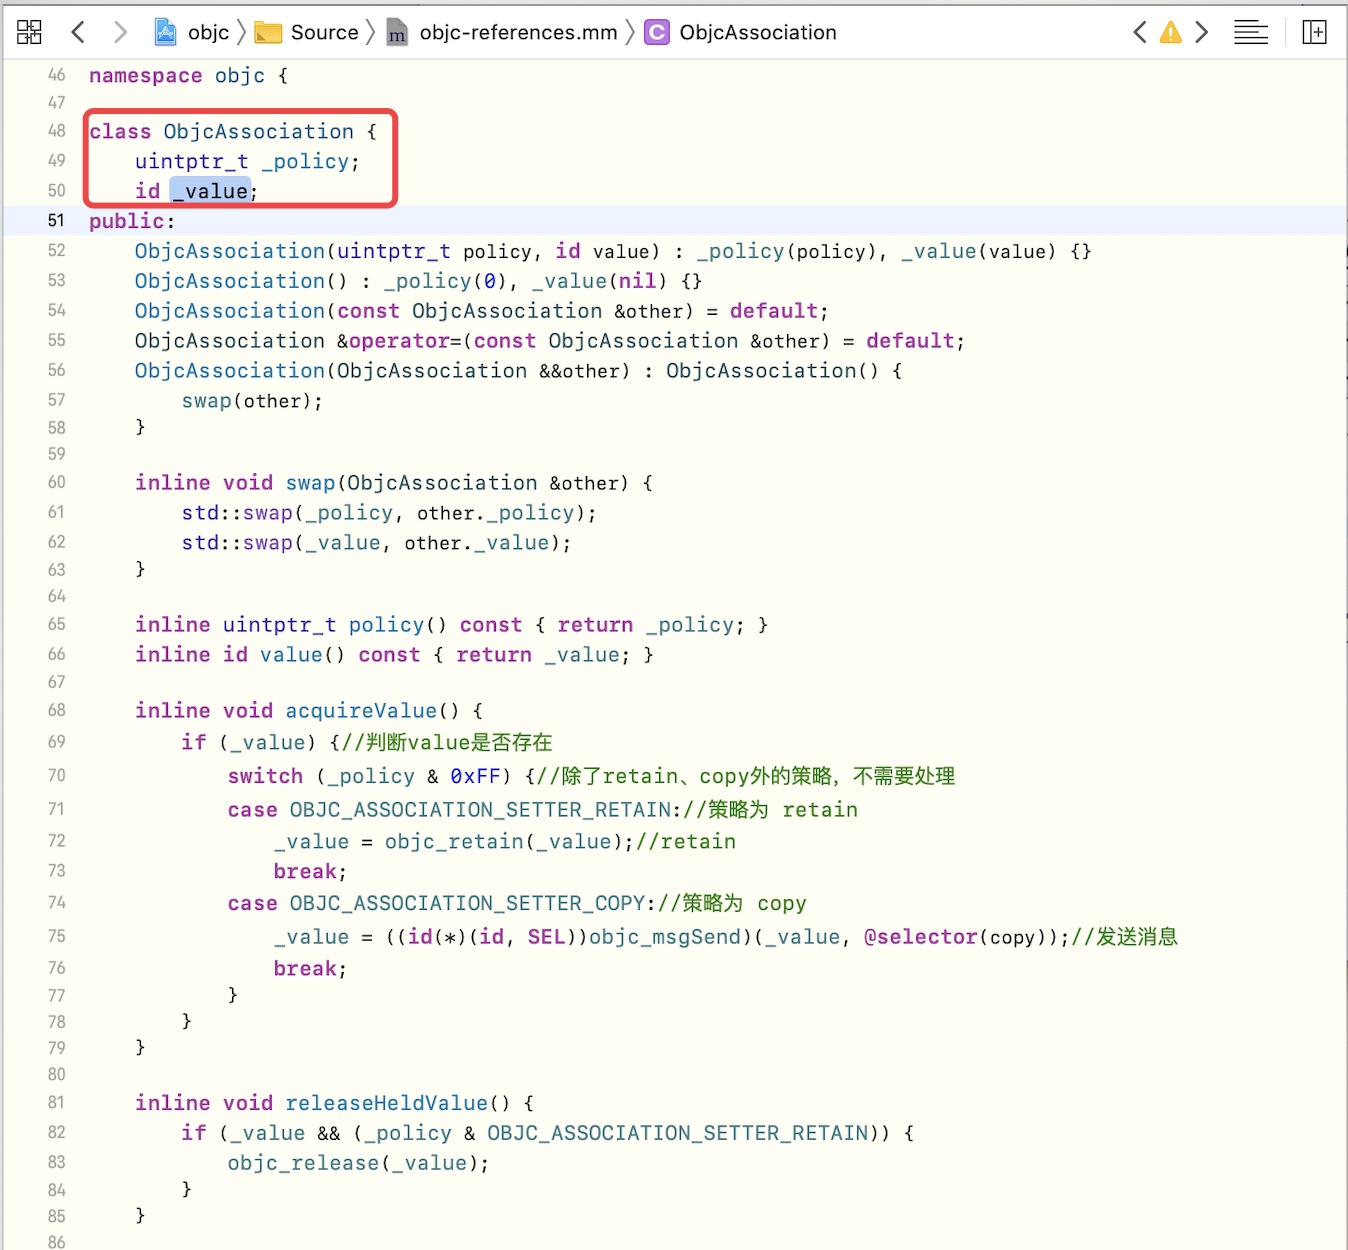 objc Source m objc-references.mm C ObjcAssociation
46 namespace objc {
47
48 class ObjcAssociation {
49 uintptr_t _policy;
50 id _value;
51 public:
52 ObjcAssociation(uintptr_t policy, id value) : _policy(policy), _value(value) {}
53 ObjcAssociation() : _policy(0), _value(nil) {}
54 ObjcAssociation(const ObjcAssociation &other) = default;
55 ObjcAssociation &operator=(const ObjcAssociation &other) = default;
56 ObjcAssociation(ObjcAssociation &&other) : ObjcAssociation() {
57 swap(other);
58 }
59
60 inline void swap(ObjcAssociation &other) {
61 std::swap(_policy, other._policy);
62 std::swap(_value, other._value);
63 }
64
65 inline uintptr_t policy() const { return _policy; }
66 inline id value() const { return _value; }
67
68 inline void acquireValue() {
69 if (_value) {//判断value是否存在
70 switch (_policy & 0xFF) {//除了retain、copy外的策略，不需要处理
71 case OBJC_ASSOCIATION_SETTER_RETAIN://策略为 retain
72 _value = objc_retain(_value);//retain
73 break;
74 case OBJC_ASSOCIATION_SETTER_COPY://策略为 copy
75 _value = ((id(*)(id, SEL))objc_msgSend)(_value, @selector(copy));//发送消息
76 break;
77 }
78 }
79 }
80
81 inline void releaseHeldValue() {
82 if (_value && (_policy & OBJC_ASSOCIATION_SETTER_RETAIN)) {
83 objc_release(_value);
84 }
85 }
86